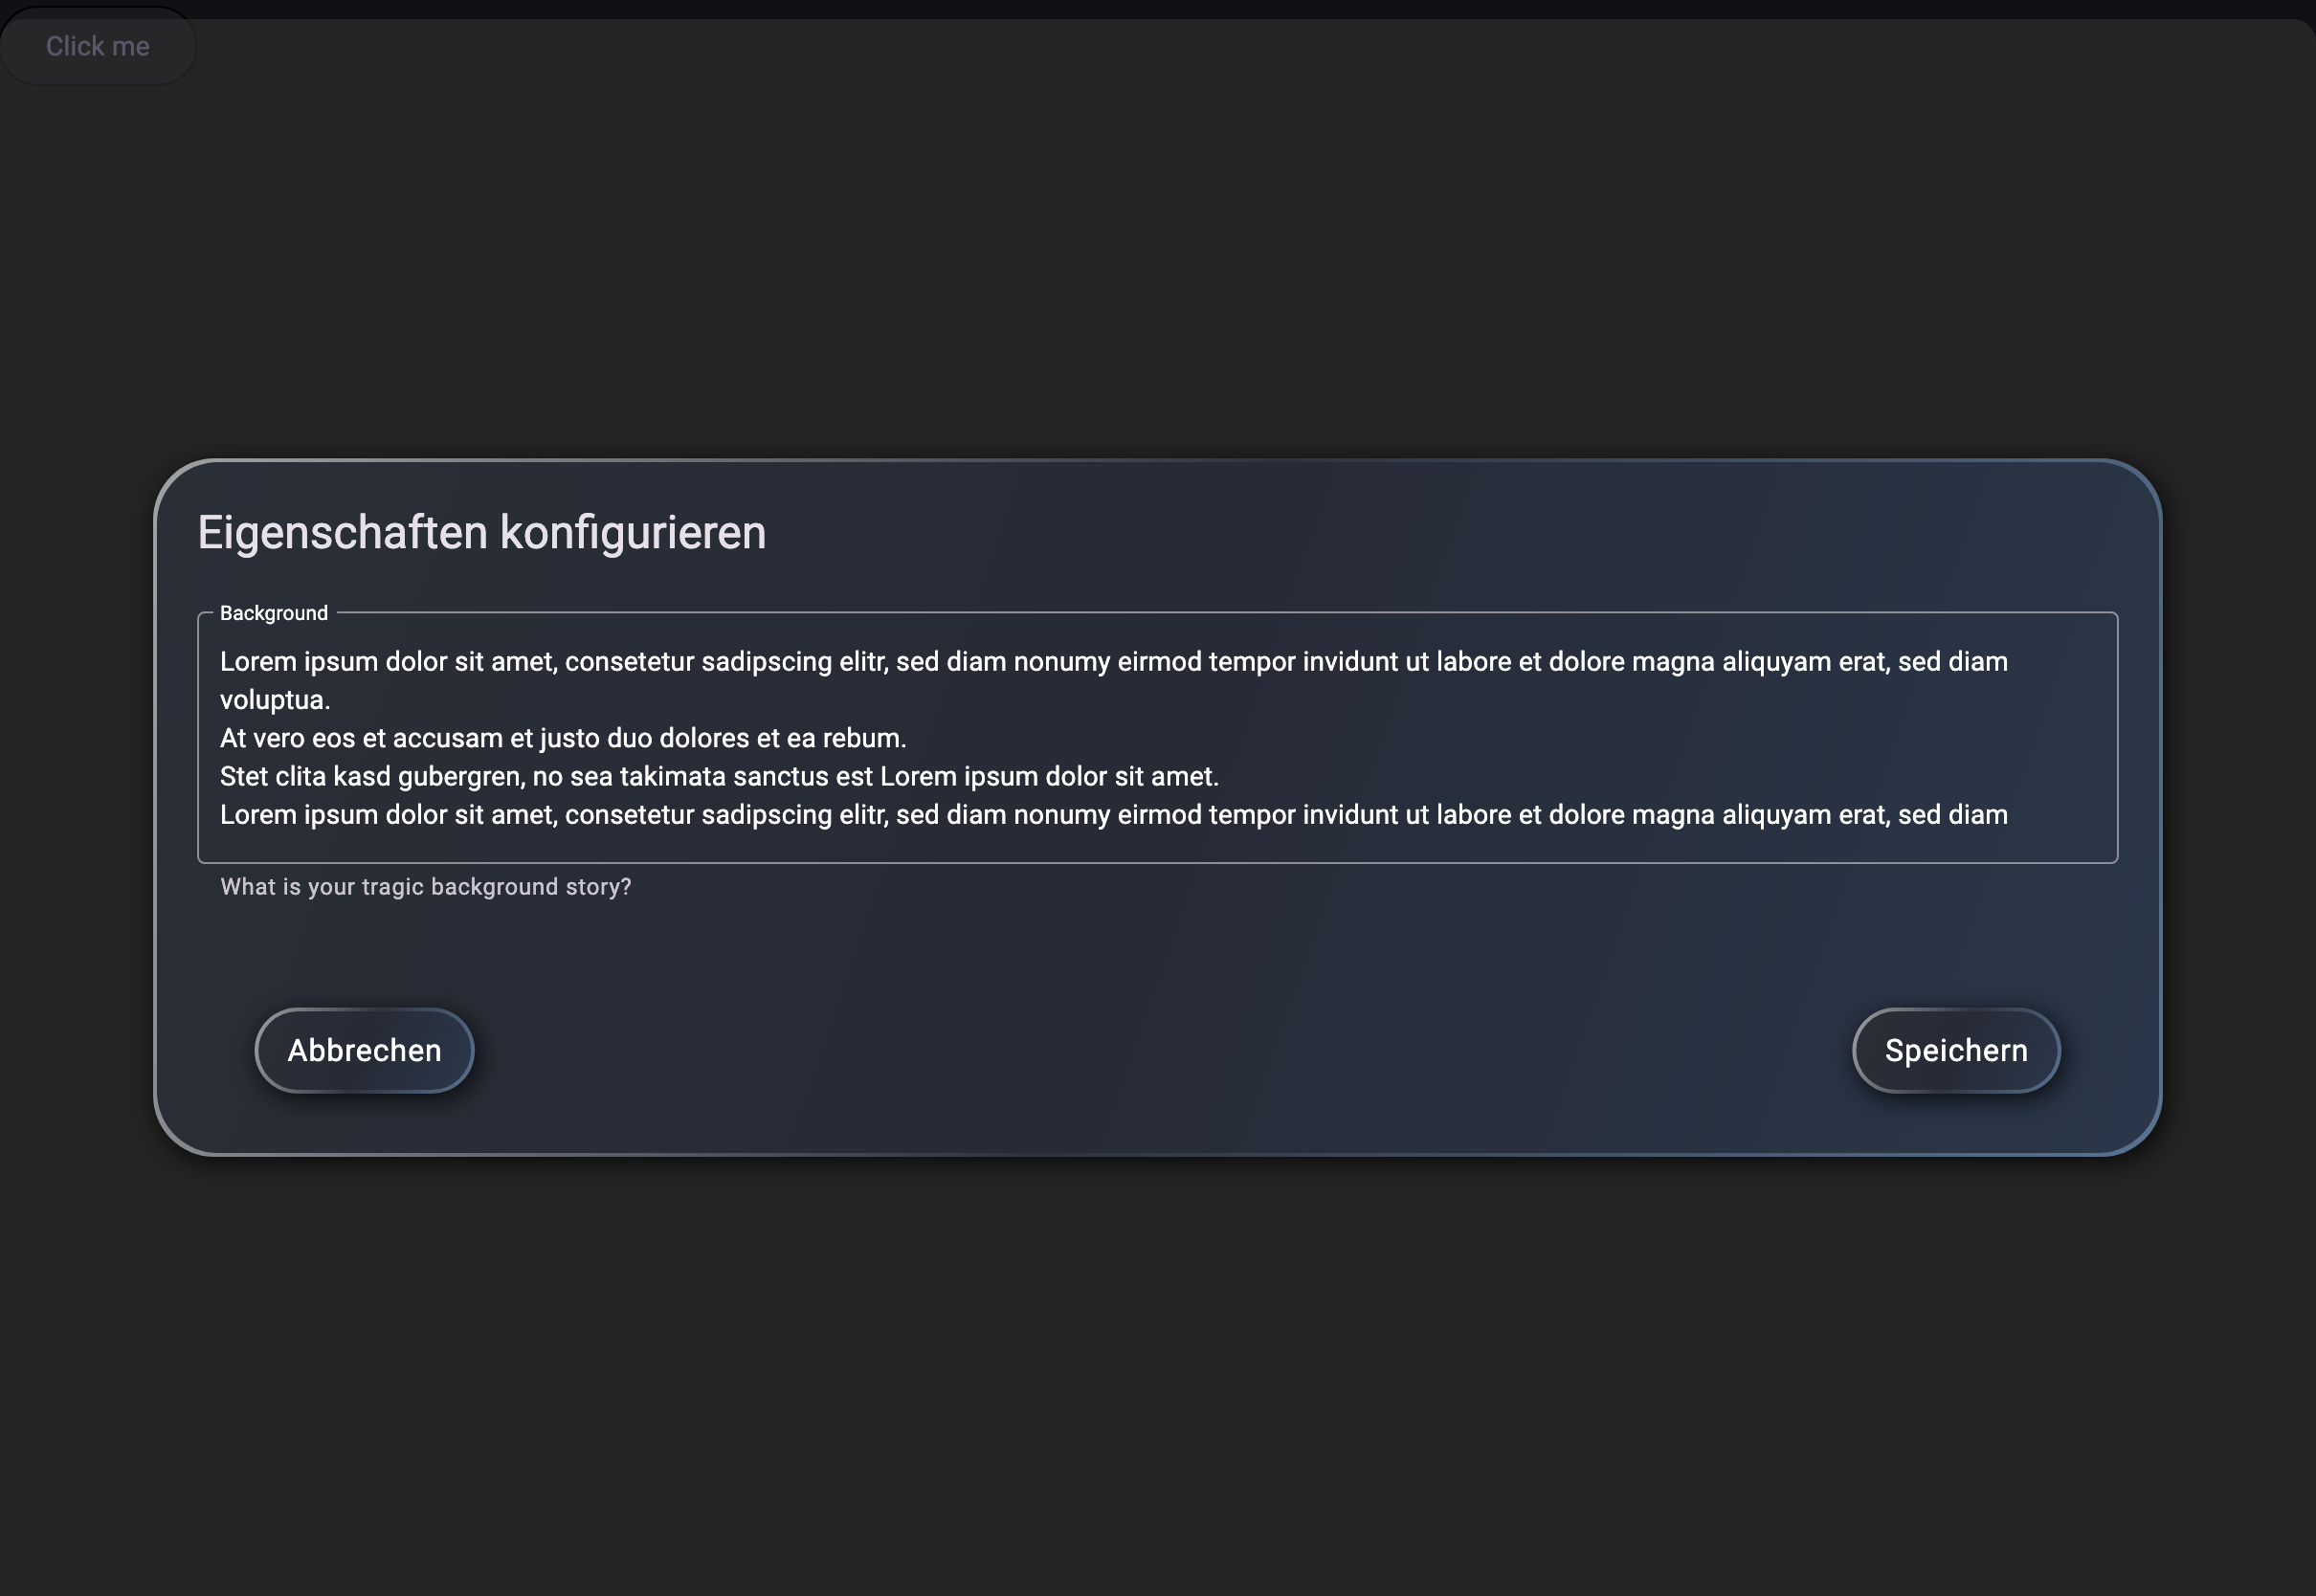 Click me
Eigenschaften konfigurieren
Background
Lorem ipsum dolor sit amet, consetetur sadipscing elitr, sed diam nonumy eirmod tempor invidunt ut labore et dolore magna aliquyam erat, sed diam
voluptua.
At vero eos et accusam et justo duo dolores et ea rebum.
Stet clita kasd gubergren, no sea takimata sanctus est Lorem ipsum dolor sit amet.
Lorem ipsum dolor sit amet, consetetur sadipscing elitr, sed diam nonumy eirmod tempor invidunt ut labore et dolore magna aliquyam erat, sed diam
What is your tragic background story?
Abbrechen
Speichern